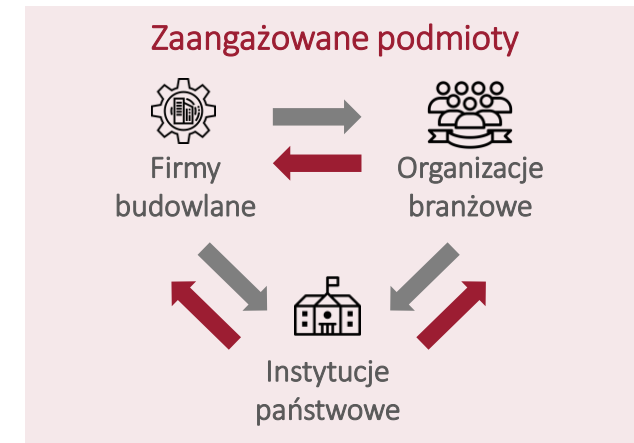 Zaangażowane podmioty
Firmy
budowlane
Organizacje
branżowe
Instytucje
państwowe